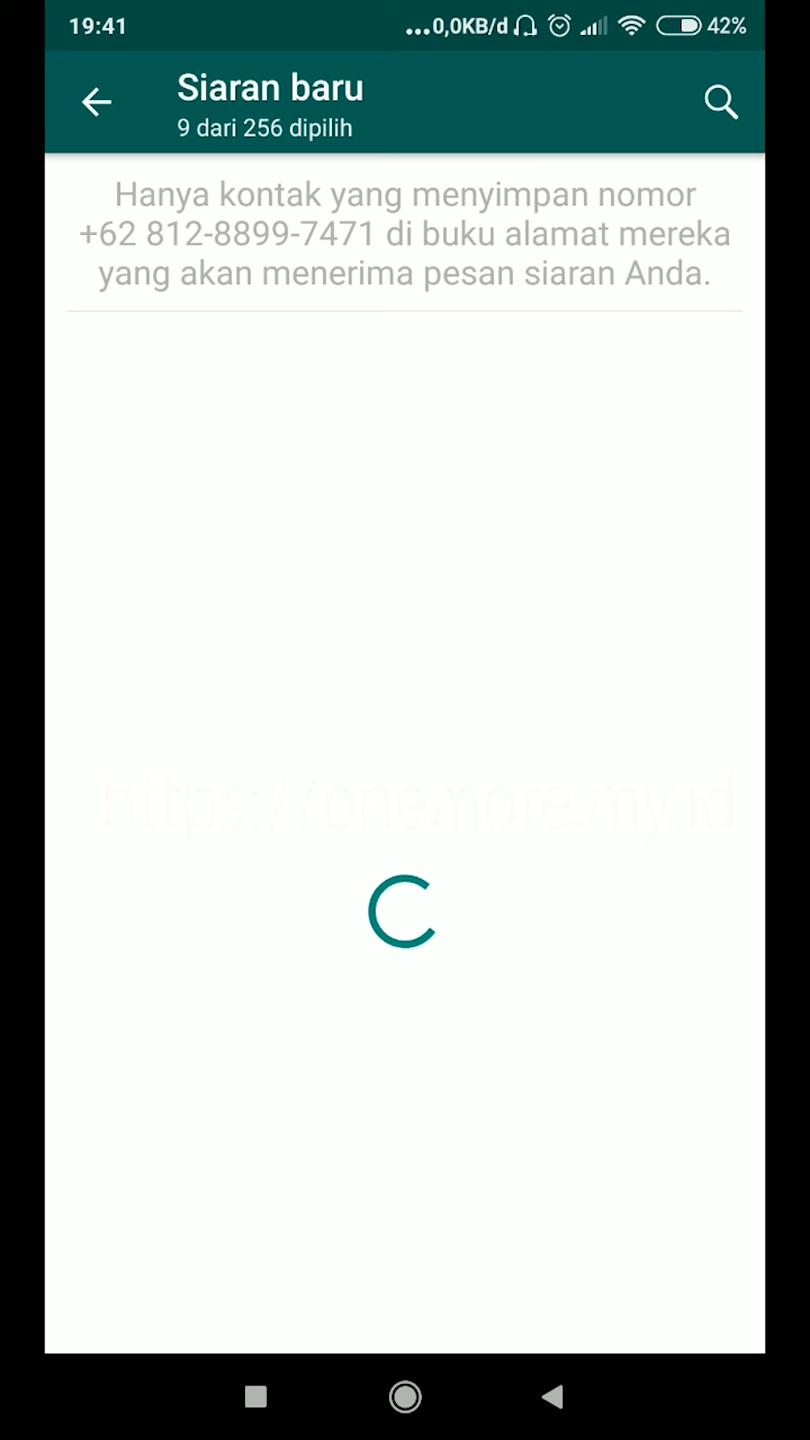 19:41
...0,0KB/d
42%
Siaran baru
9 dari 256 dipilih
Hanya kontak yang menyimpan nomor
+62 812-8899-7471 di buku alamat mereka
yang akan menerima pesan siaran Anda.
https://onemore.my.id